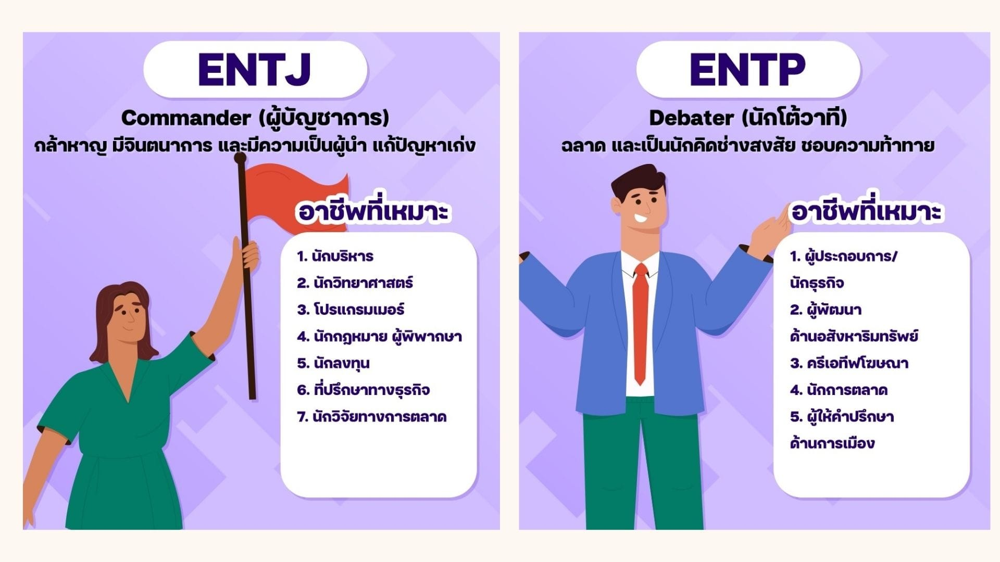 ENTJ
Commander (ผู้บัญชาการ)
กล้าหาญ มีจินตนาการ และมีความเป็นผู้นำ แก้ปัญหาเก่ง
อาชีพที่เหมาะ
1. นักบริหาร
2. นักวิทยาศาสตร์
3. โปรแกรมเมอร์
4. นักกฎหมาย ผู้พิพากษา
5. นักลงทุน
6. ที่ปรึกษาทางธุรกิจ
7. นักวิจัยทางการตลาด
ENTP
Debater (นักโต้วาที)
ฉลาด และเป็นนักคิดช่างสงสัย ชอบความท้าทาย
อาชีพที่เหมาะ
1. ผู้ประกอบการ/
นักธุรกิจ
2. ผู้พัฒนา
ด้านอสังหาริมทรัพย์
3. ครีเอทีฟโฆษณา
4. นักการตลาด
5. ผู้ให้คำปรึกษา
ด้านการเมือง